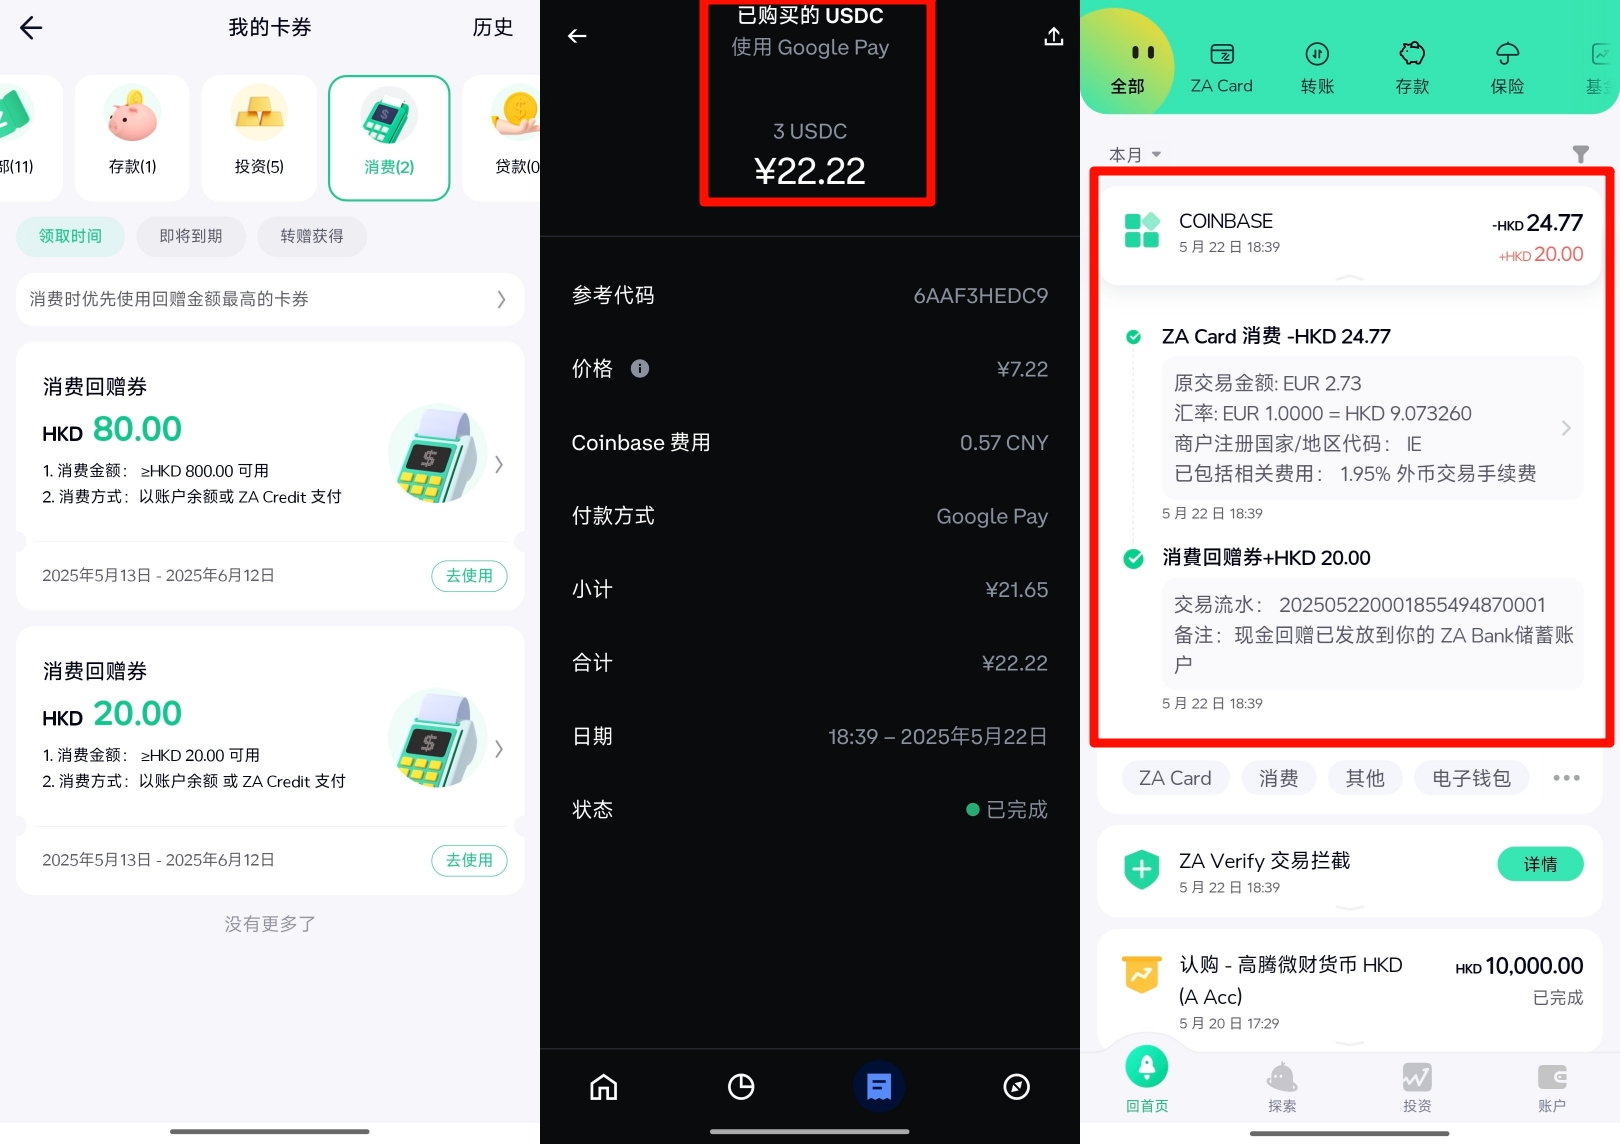 我的卡券
历史
部(11)
存款(1)
投资(5)
消费(2)
贷款(0
领取时间
即将到期
转赠获得
消费时优先使用回赠金额最高的卡券
消费回赠券
HKD 80.00
1. 消费金额： ≥HKD 800.00 可用
2. 消费方式：以账户余额或 ZA Credit 支付
2025年5月13日 - 2025年6月12日
去使用
消费回赠券
HKD 20.00
1. 消费金额： ≥HKD 20.00 可用
2. 消费方式：以账户余额 或 ZA Credit 支付
2025年5月13日 - 2025年6月12日
去使用
没有更多了
已购买的 USDC
使用 Google Pay
3 USDC
¥22.22
参考代码
6AAF3HEDC9
价格
¥7.22
Coinbase 费用
0.57 CNY
付款方式
Google Pay
小计
¥21.65
合计
¥22.22
日期
18:39 – 2025年5月22日
状态
已完成
全部
ZA Card
转账
存款
保险
基金
本月
COINBASE
-HKD 24.77
5 月 22 日 18:39
+HKD 20.00
ZA Card 消费 -HKD 24.77
原交易金额: EUR 2.73
汇率: EUR 1.0000 = HKD 9.073260
商户注册国家/地区代码： IE
已包括相关费用： 1.95% 外币交易手续费
5 月 22 日 18:39
消費回赠券+HKD 20.00
交易流水： 20250522000185549487​0001
备注：现金回赠已发放到你的 ZA Bank储蓄账
户
5 月 22 日 18:39
ZA Card
消费
其他
电子钱包
ZA Verify 交易拦截
详情
5 月 22 日 18:39
认购 - 高腾微财货币 HKD
(A Acc)
HKD 10,000.00
已完成
5 月 20 日 17:29
回首页
探索
投资
账户